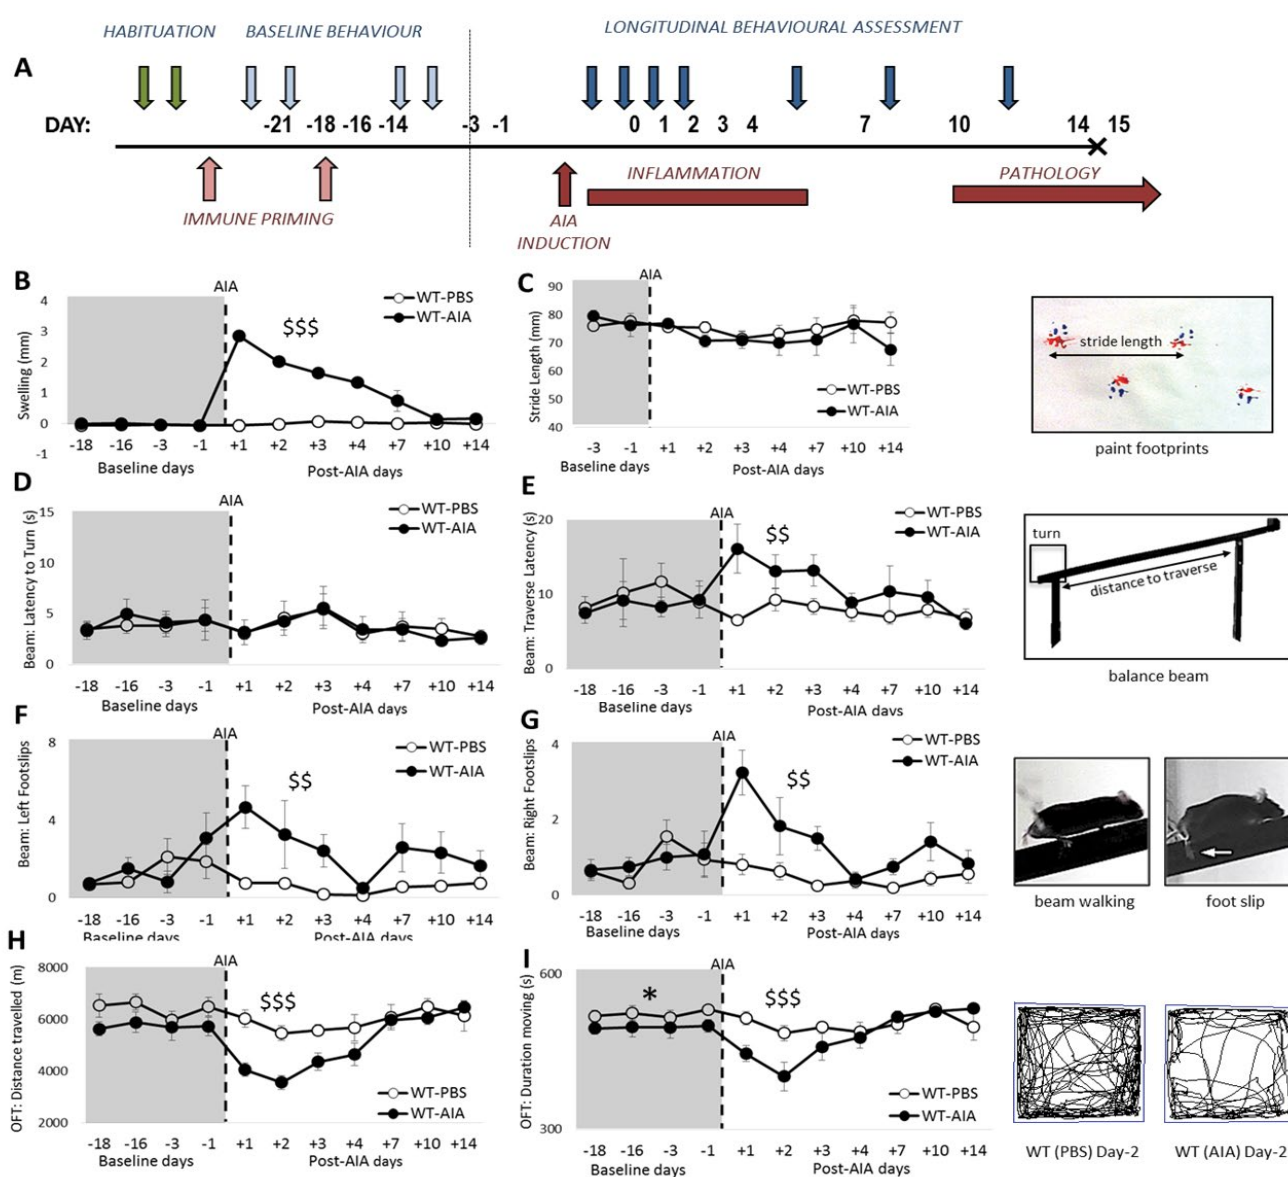 HABITUATION BASELINE BEHAVIOUR LONGITUDINAL BEHAVIOURAL ASSESSMENT
A
DAY: -21 -18 -16 -14 -3 -1 0 1 2 3 4 7 10 14 15
INFLAMMATION PATHOLOGY
IMMUNE PRIMING AIA
INDUCTION
B
AIA
WT-PBS
WT-AIA
$$$
Swelling (mm)
4
3
2
1
0
-1
-18 -16 -3 -1 +1 +2 +3 +4 +7 +10 +14
Baseline days Post-AIA days
C
AIA
Stride Length (mm)
90
80
70
60
50
40
WT-PBS
WT-AIA
-3 -1 +1 +2 +3 +4 +7 +10 +14
Baseline days Post-AIA days
stride length
paint footprints
D
AIA
WT-PBS
WT-AIA
Beam: Latency to Turn (s)
15
10
5
0
-18 -16 -3 -1 +1 +2 +3 +4 +7 +10 +14
Baseline days Post-AIA days
E
AIA
WT-PBS
WT-AIA
$$
Beam: Traverse Latency (s)
20
10
0
-18 -16 -3 -1 +1 +2 +3 +4 +7 +10 +14
Baseline days Post-AIA days
turn
distance to traverse
balance beam
F
AIA
WT-PBS
WT-AIA
$$
Beam: Left Footslips
8
4
0
-18 -16 -3 -1 +1 +2 +3 +4 +7 +10 +14
Baseline days Post-AIA days
G
AIA
WT-PBS
WT-AIA
$$
Beam: Right Footslips
4
2
0
-18 -16 -3 -1 +1 +2 +3 +4 +7 +10 +14
Baseline days Post-AIA days
beam walking foot slip
H
AIA
$$$
OFT: Distance travelled (m)
8000
6000
4000
2000
WT-PBS
WT-AIA
-18 -16 -3 -1 +1 +2 +3 +4 +7 +10 +14
Baseline days Post-AIA days
I
AIA
*
$$$
OFT: Duration moving (s)
600
300
WT-PBS
WT-AIA
-18 -16 -3 -1 +1 +2 +3 +4 +7 +10 +14
Baseline days Post-AIA days
WT (PBS) Day-2 WT (AIA) Day-2